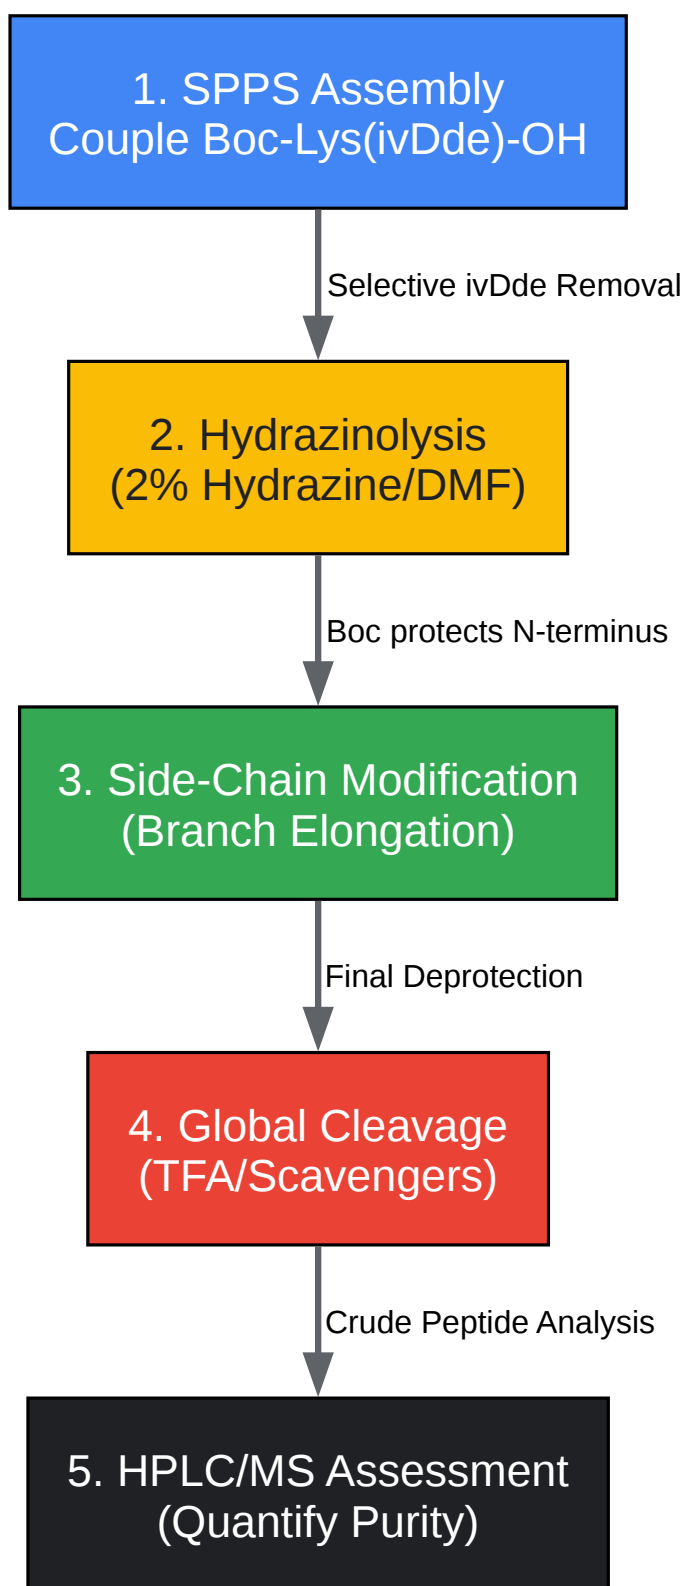 1. SPPS Assembly
Couple Boc-Lys(ivDde)-OH
Selective ivDde Removal
2. Hydrazinolysis
(2% Hydrazine/DMF)
Boc protects N-terminus
3. Side-Chain Modification
(Branch Elongation)
Final Deprotection
4. Global Cleavage
(TFA/Scavengers)
Crude Peptide Analysis
5. HPLC/MS Assessment
(Quantify Purity)